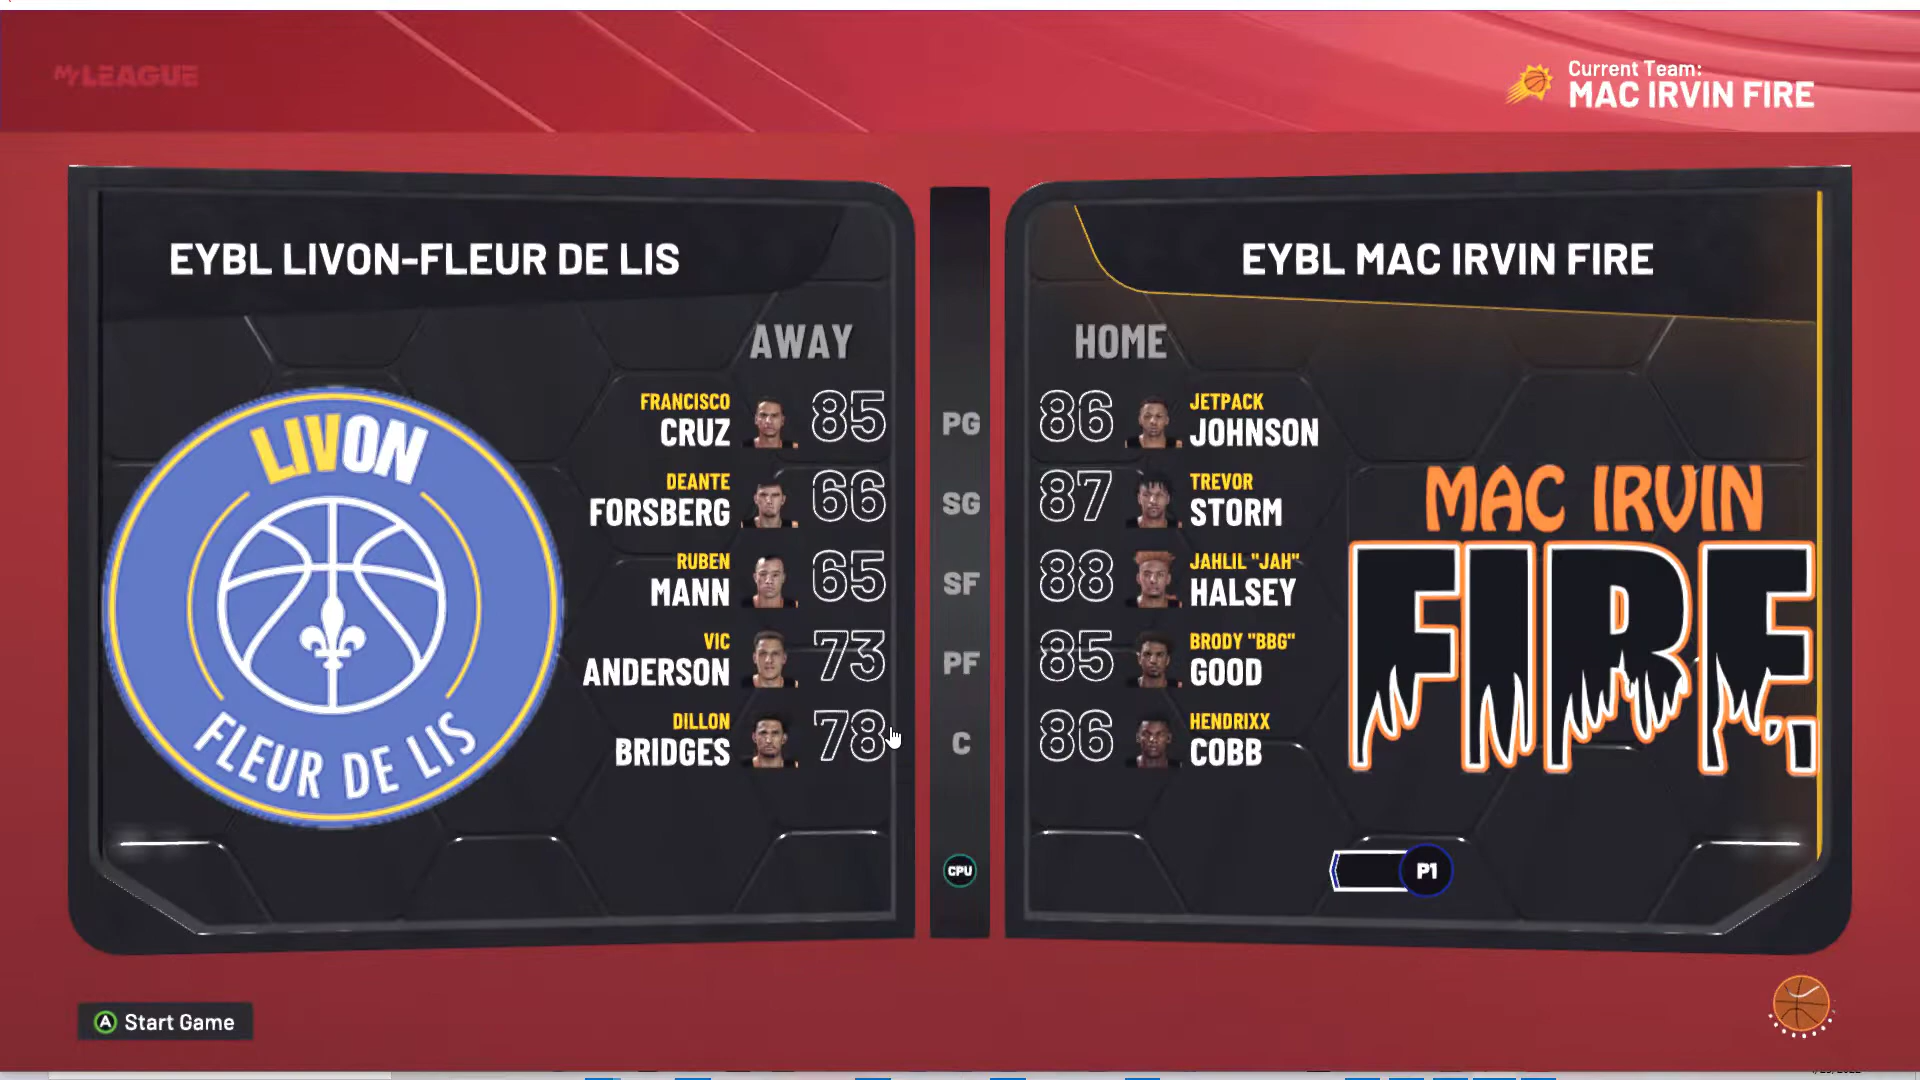 MyLEAGUE
Current Team:
MAC IRVIN FIRE
EYBL LIVON-FLEUR DE LIS
AWAY
LIVON
FLEUR DE LIS
FRANCISCO
CRUZ
85
DEANTE
FORSBERG
66
RUBEN
MANN
65
VIC
ANDERSON
73
DILLON
BRIDGES
78
PG
SG
SF
PF
C
CPU
EYBL MAC IRVIN FIRE
HOME
86
JETPACK
JOHNSON
87
TREVOR
STORM
88
JAHLIL "JAH"
HALSEY
85
BRODY "BBG"
GOOD
86
HENDRIXX
COBB
MAC IRVIN
FIRE.
P1
A Start Game